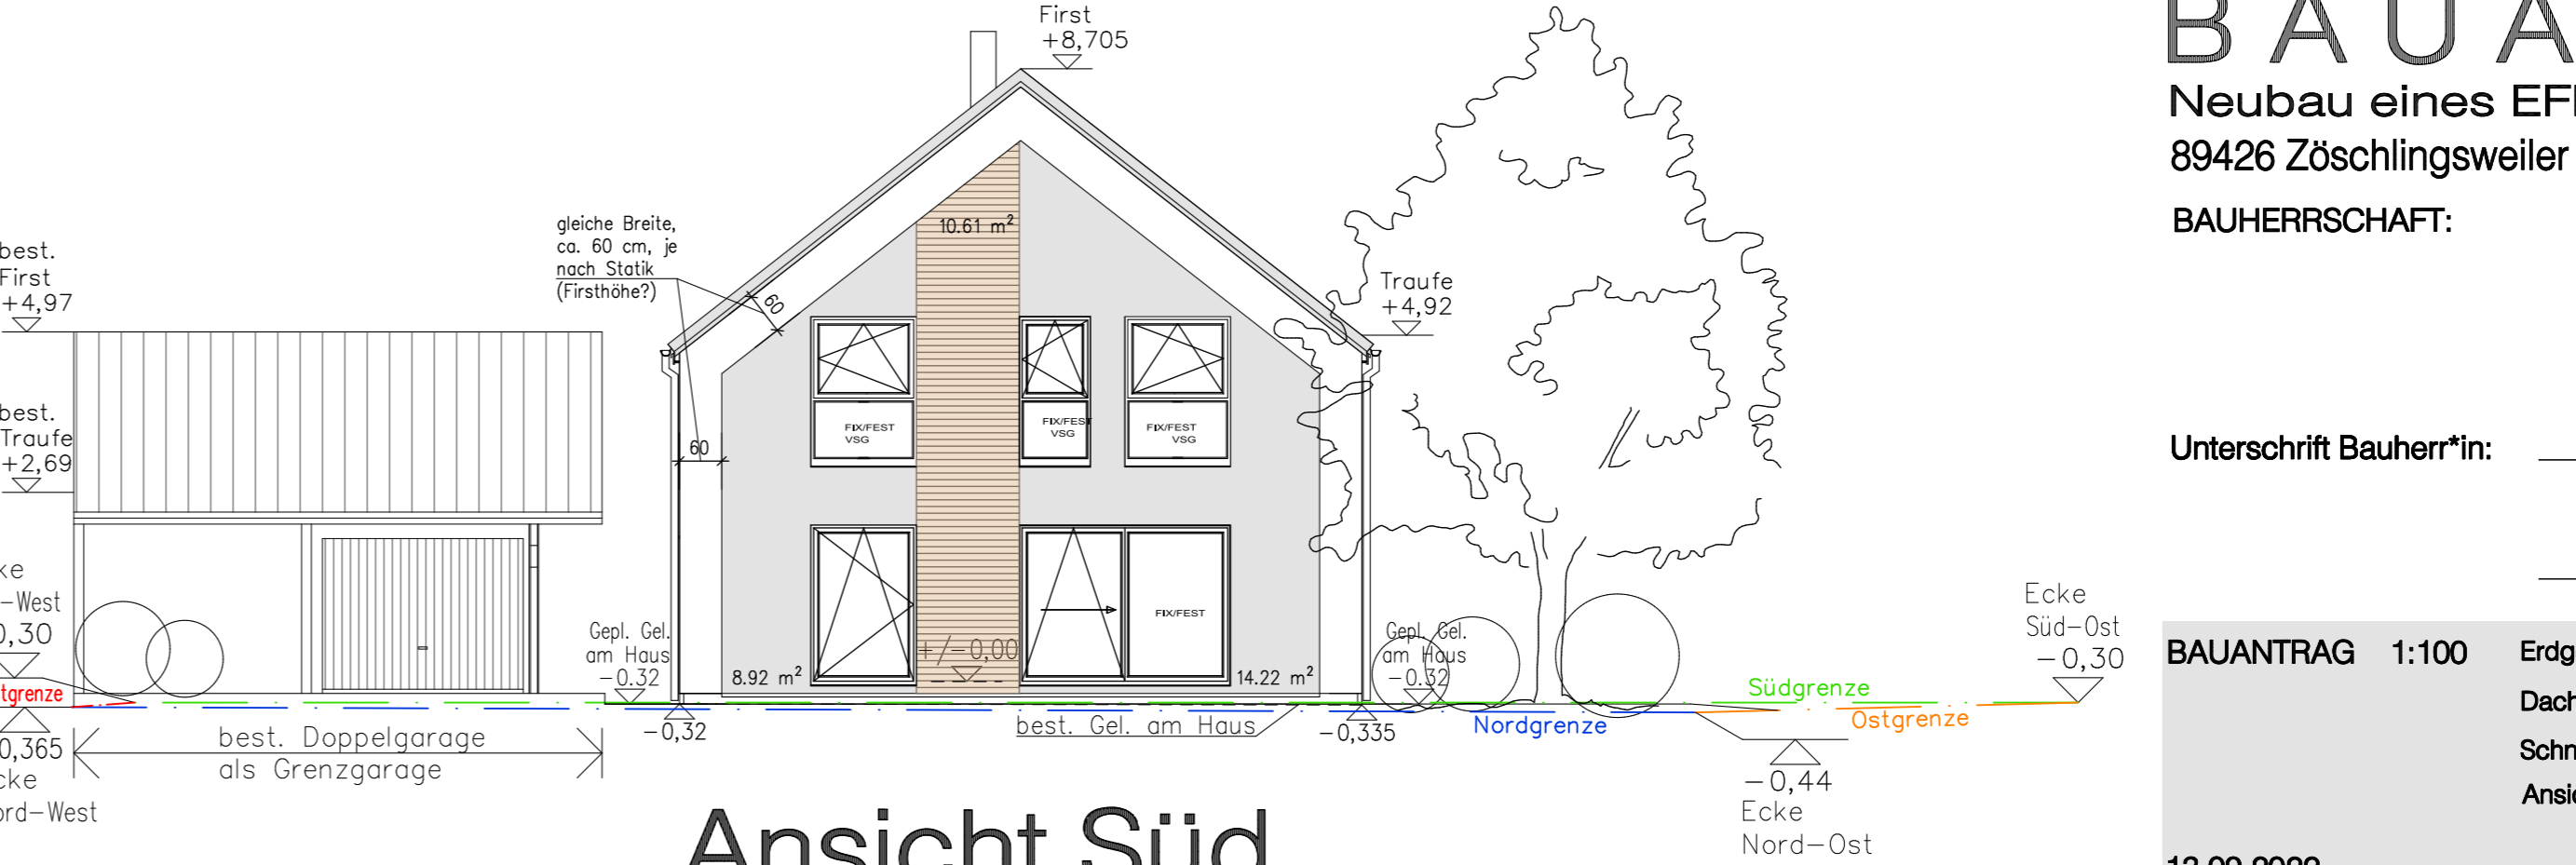 First
+8,705
best.
First
+4,97
best.
Traufe
+2,69
-West
0,30
0,365
gleiche Breite,
ca. 60 cm, je
nach Statik
(Firsthöhe?)
60
60
10.61 m²
Traufe
+4,92
FIX/FEST
VSG
FIX/FEST
VSG
FIX/FEST
VSG
FIX/FEST
+/-0,00
8.92 m²
14.22 m²
Gepl. Gel.
am Haus
-0.32
Gepl. Gel.
am Haus
-0.32
-0,32
best. Gel. am Haus
-0,335
best. Doppelgarage
als Grenzgarage
Südgrenze
Nordgrenze
Ostgrenze
Ecke
Süd-Ost
-0,30
-0,44
Ecke
Nord-Ost
Ansicht Süd
BAUA
Neubau eines EF
89426 Zöschlingsweiler
BAUHERRSCHAFT:
Unterschrift Bauherr*in:
BAUANTRAG 1:100 Erdg
Dach
Schn
Ansi